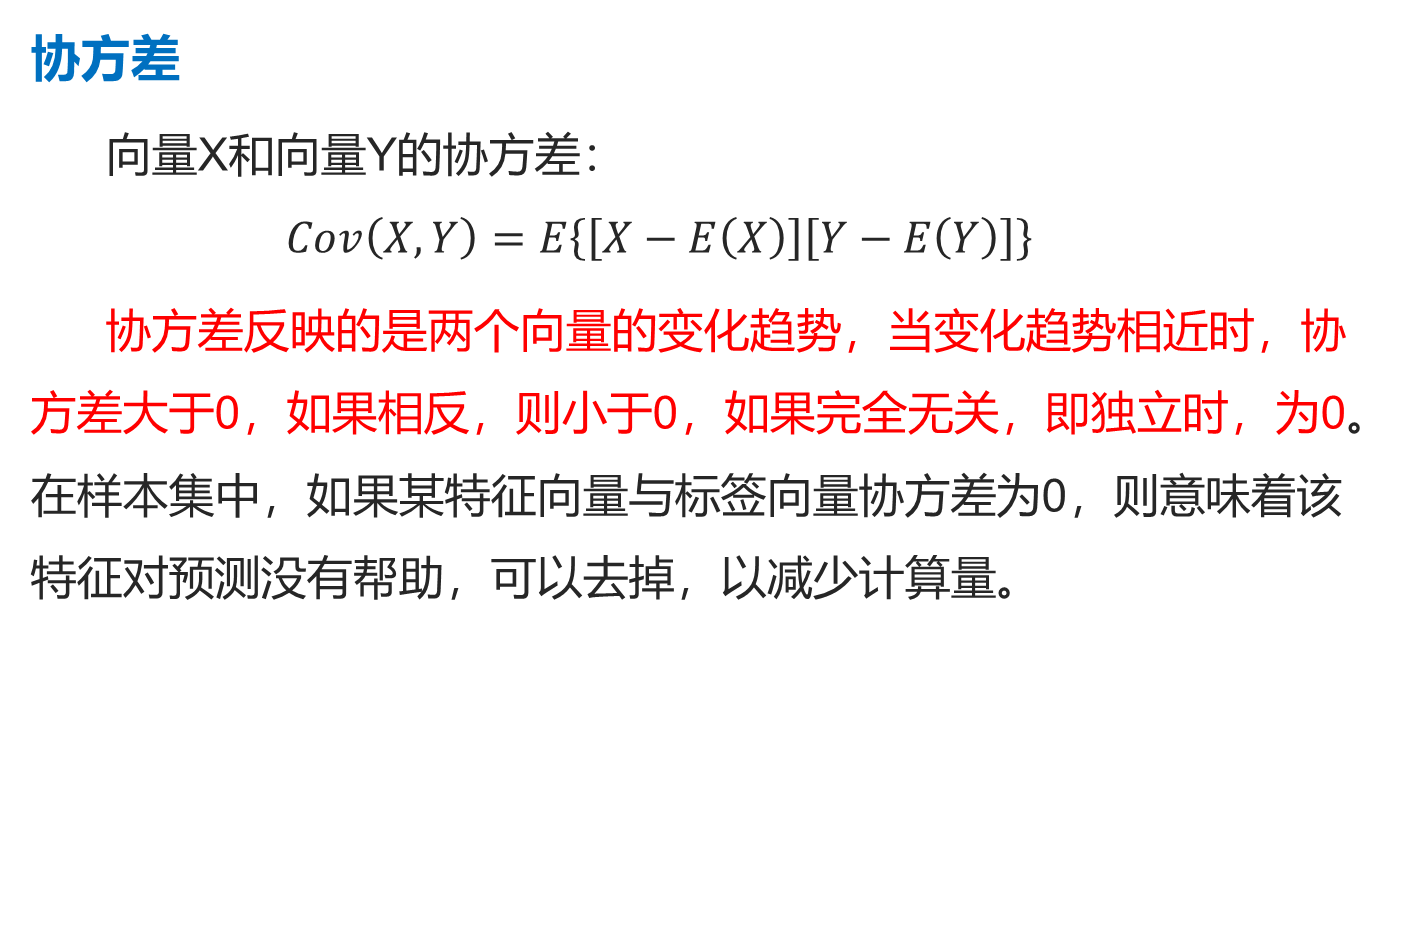 协方差
向量X和向量Y的协方差：
Cov(X,Y) = E{[X − E(X)][Y − E(Y)]}
协方差反映的是两个向量的变化趋势，当变化趋势相近时，协
方差大于0，如果相反，则小于0，如果完全无关，即独立时，为0。
在样本集中，如果某特征向量与标签向量协方差为0，则意味着该
特征对预测没有帮助，可以去掉，以减少计算量。